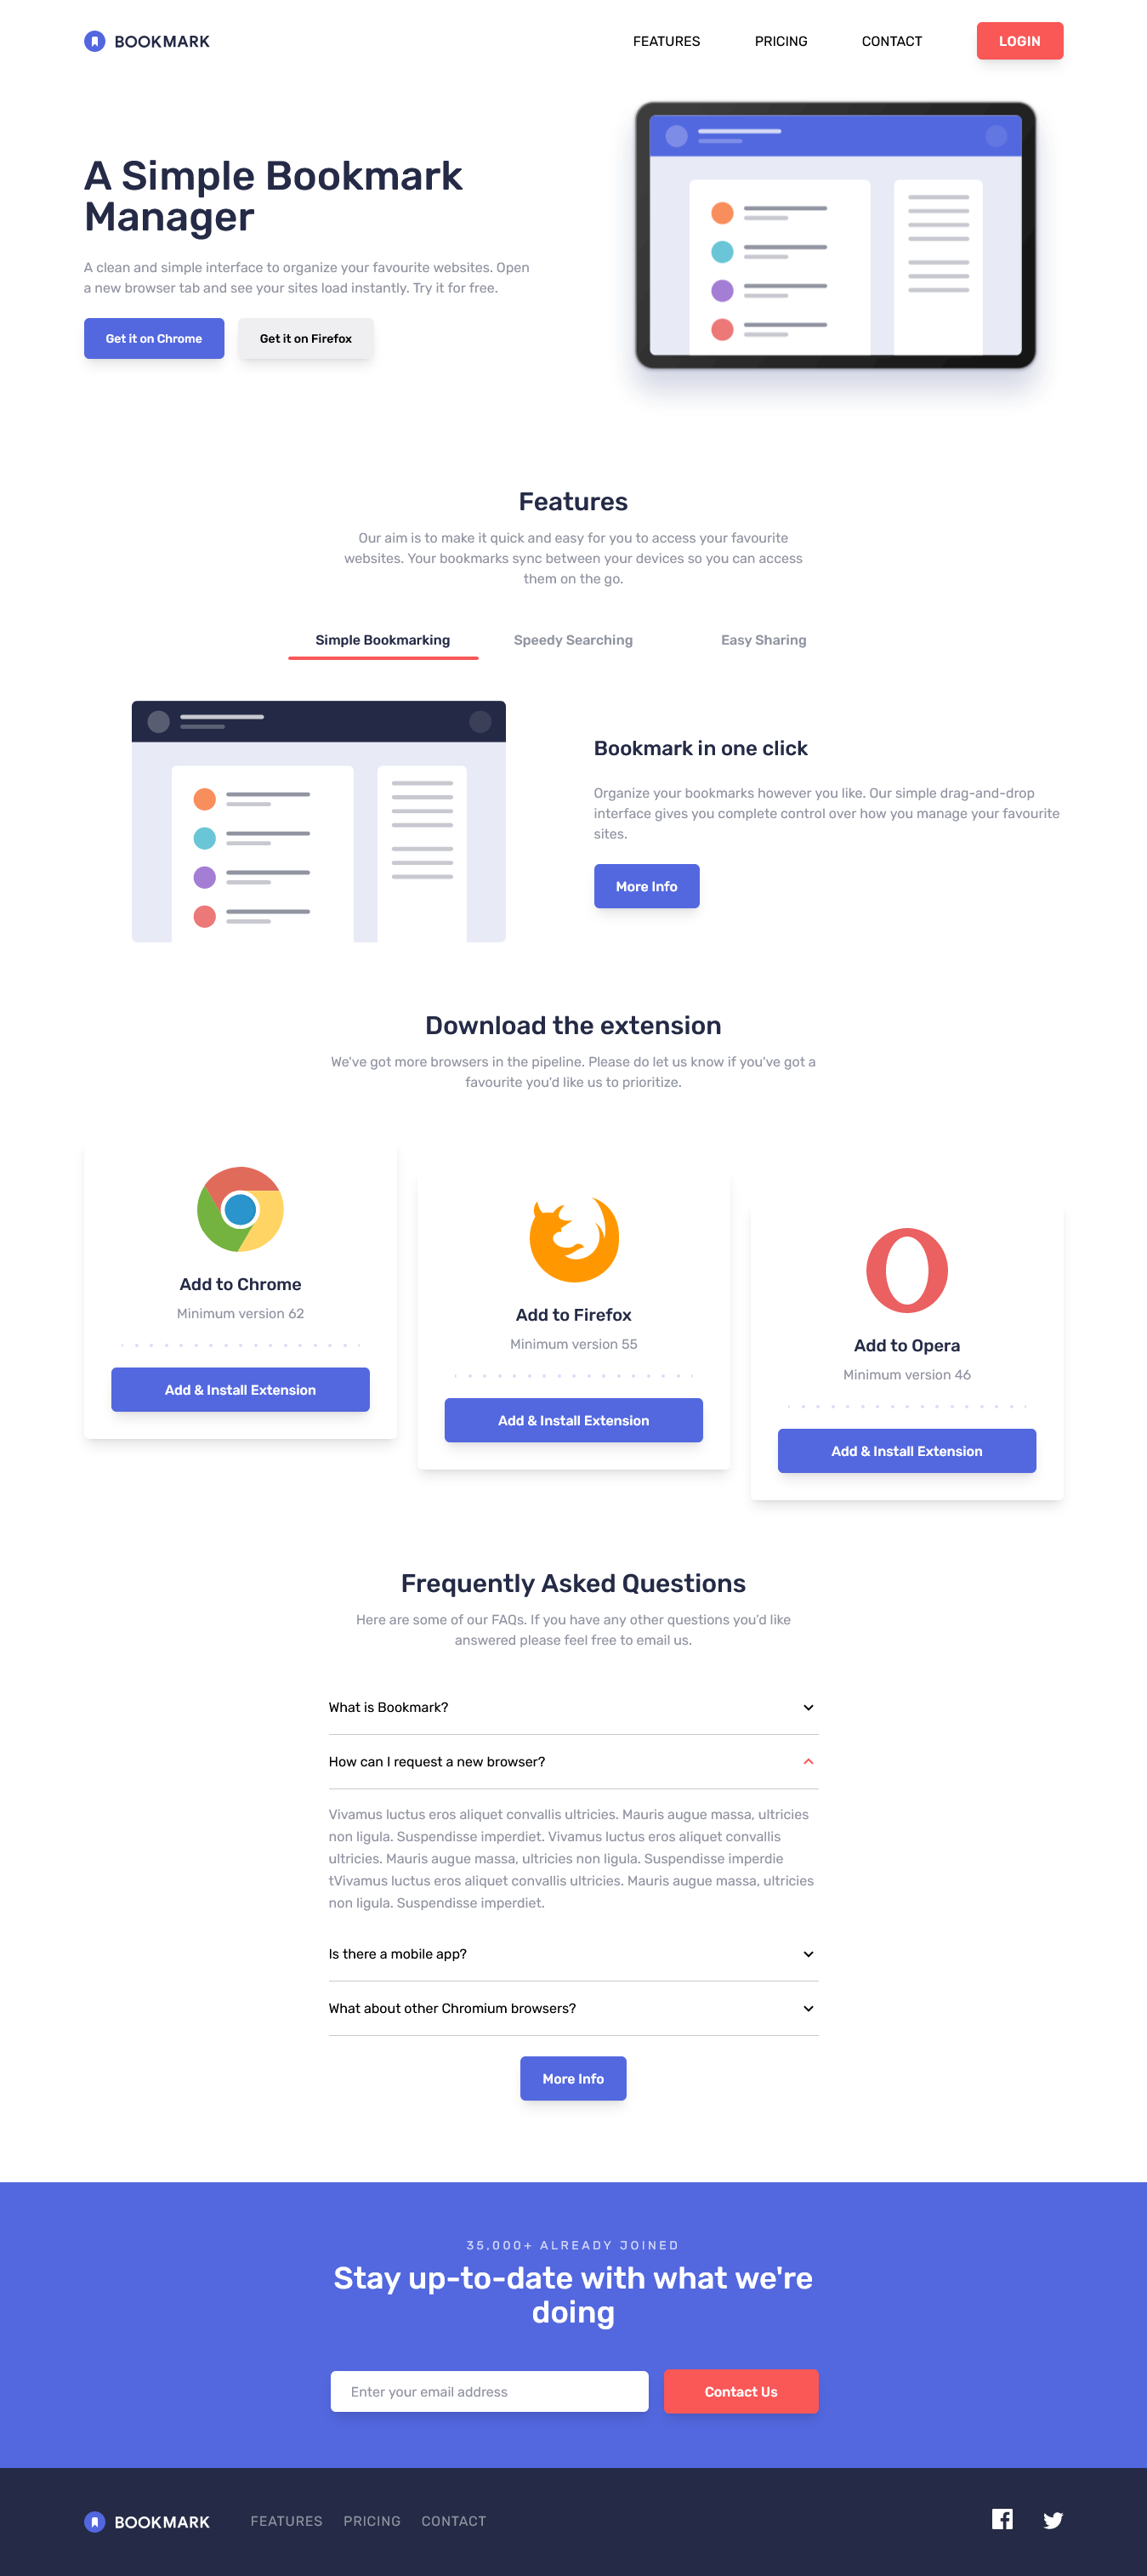 BOOKMARK
FEATURES
PRICING
CONTACT
LOGIN
A Simple Bookmark
Manager
A clean and simple interface to organize your favourite websites. Open
a new browser tab and see your sites load instantly. Try it for free.
Get it on Chrome
Get it on Firefox
Features
Our aim is to make it quick and easy for you to access your favourite
websites. Your bookmarks sync between your devices so you can access
them on the go.
Simple Bookmarking
Speedy Searching
Easy Sharing
Bookmark in one click
Organize your bookmarks however you like. Our simple drag-and-drop
interface gives you complete control over how you manage your favourite
sites.
More Info
Download the extension
We've got more browsers in the pipeline. Please do let us know if you've got a
favourite you'd like us to prioritize.
Add to Chrome
Minimum version 62
Add & Install Extension
Add to Firefox
Minimum version 55
Add & Install Extension
Add to Opera
Minimum version 46
Add & Install Extension
Frequently Asked Questions
Here are some of our FAQs. If you have any other questions you'd like
answered please feel free to email us.
What is Bookmark?
How can I request a new browser?
Vivamus luctus eros aliquet convallis ultricies. Mauris augue massa, ultricies
non ligula. Suspendisse imperdiet. Vivamus luctus eros aliquet convallis
ultricies. Mauris augue massa, ultricies non ligula. Suspendisse imperdie
tVivamus luctus eros aliquet convallis ultricies. Mauris augue massa, ultricies
non ligula. Suspendisse imperdiet.
Is there a mobile app?
What about other Chromium browsers?
More Info
35,000+ ALREADY JOINED
Stay up-to-date with what we're
doing
Enter your email address
Contact Us
BOOKMARK
FEATURES
PRICING
CONTACT